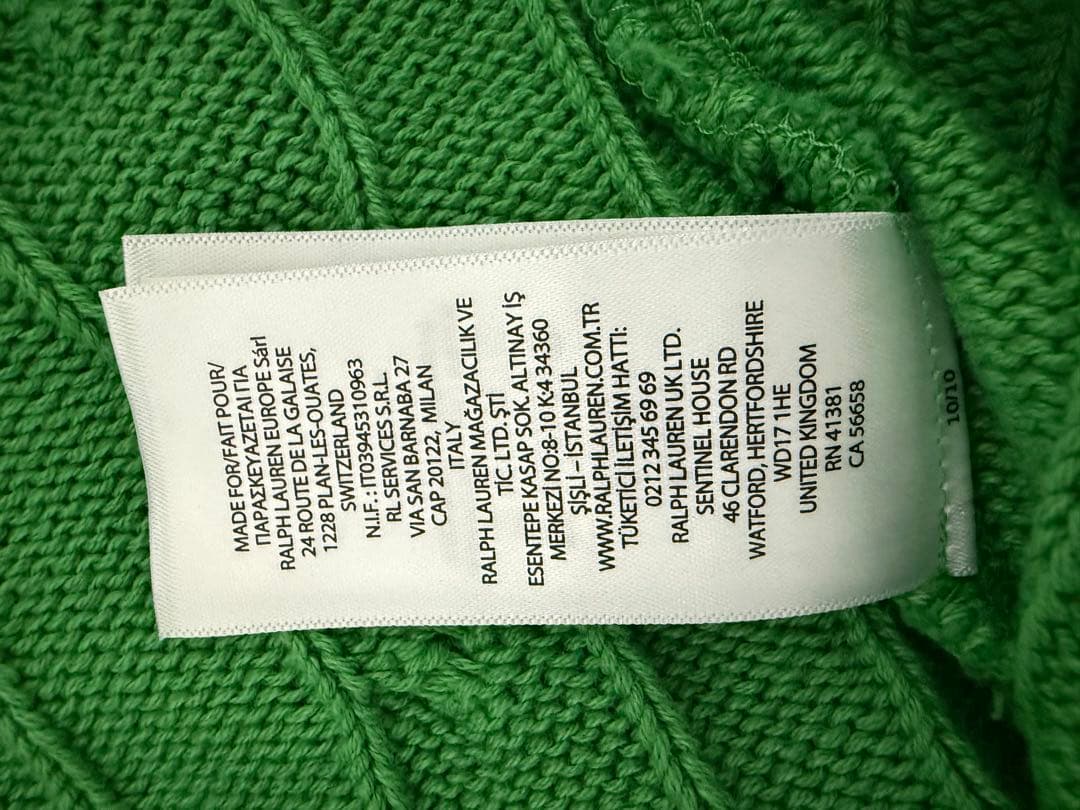 MADE FOR/FAIT POUR/
ΠΑΡΑΣΚΕΥΑΖΕΤΑΙ ΓΙΑ
RALPH LAUREN EUROPE Sárl
24 ROUTE DE LA GALAISE
1228 PLAN-LES-OUATES,
SWITZERLAND
N.I.F.: IT03945310963
RL SERVICES S.R.L.
VIA SAN BARNABA 27
CAP 20122, MILAN
ITALY
RALPH LAUREN MAĞAZACILIK VE
TİC. LTD. ŞTİ
ESENTEPE KASAP SOK. ALTINAY İŞ
MERKEZİ NO:8-10 K:4 34360
ŞİŞLİ - İSTANBUL
WWW.RALPHLAUREN.COM.TR
TÜKETİCİ İLETİŞİM HATTI:
0212 345 69 69
RALPH LAUREN UK LTD.
SENTINEL HOUSE
46 CLARENDON RD
WATFORD, HERTFORDSHIRE
WD17 1HE
UNITED KINGDOM
RN 41381
CA 56658
10/10